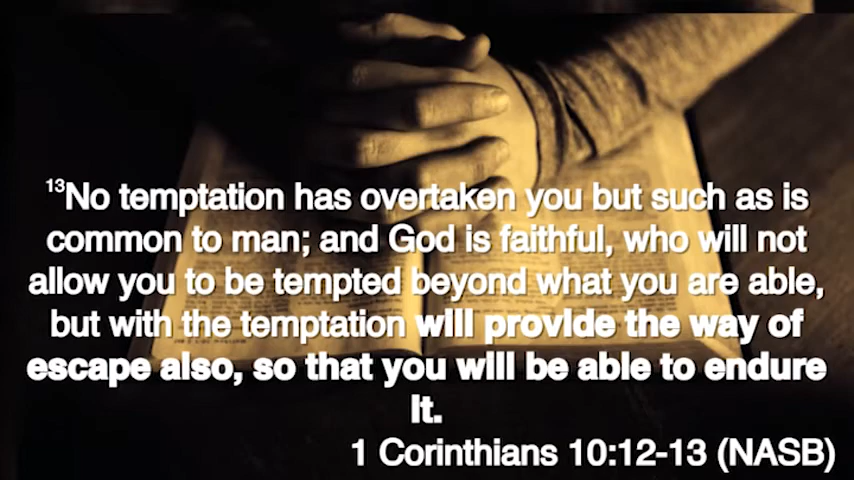 ¹³No temptation has overtaken you but such as is
common to man; and God is faithful, who will not
allow you to be tempted beyond what you are able,
but with the temptation will provide the way of
escape also, so that you will be able to endure
it.
1 Corinthians 10:12-13 (NASB)